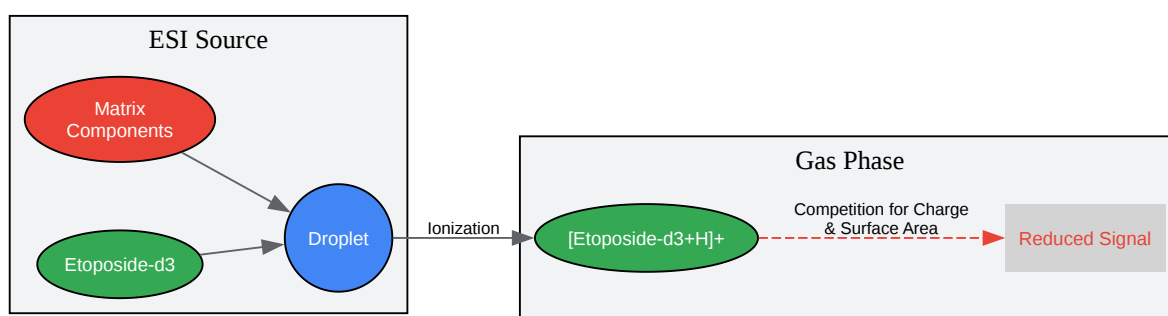 ESI Source
Matrix
Components
Etoposide-d3
Droplet
Ionization
Gas Phase
[Etoposide-d3+H]+
Competition for Charge
& Surface Area
Reduced Signal